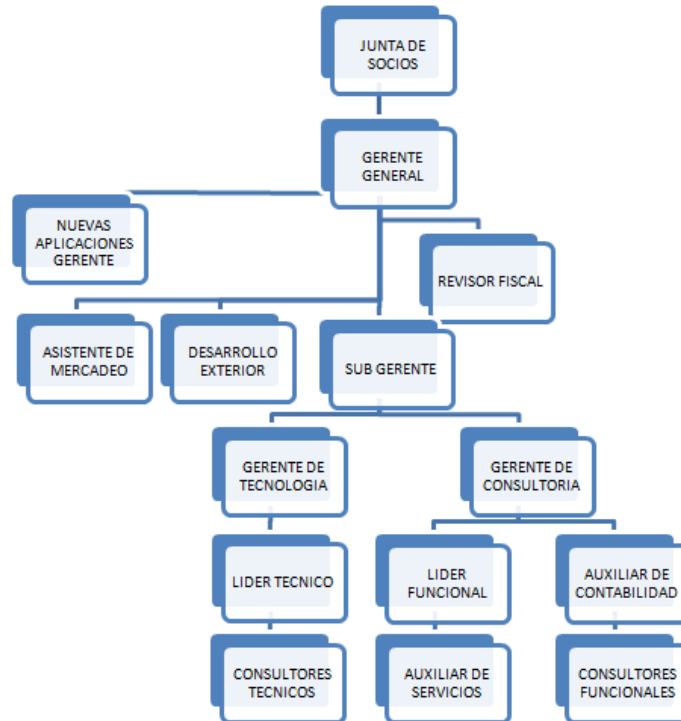 JUNTA DE
SOCIOS
GERENTE
GENERAL
NUEVAS
APLICACIONES
GERENTE
REVISOR FISCAL
ASISTENTE DE
MERCADEO
DESARROLLO
EXTERIOR
SUB GERENTE
GERENTE DE
TECNOLOGIA
GERENTE DE
CONSULTORIA
LIDER TECNICO
LIDER
FUNCIONAL
AUXILIAR DE
CONTABILIDAD
CONSULTORES
TECNICOS
AUXILIAR DE
SERVICIOS
CONSULTORES
FUNCIONALES